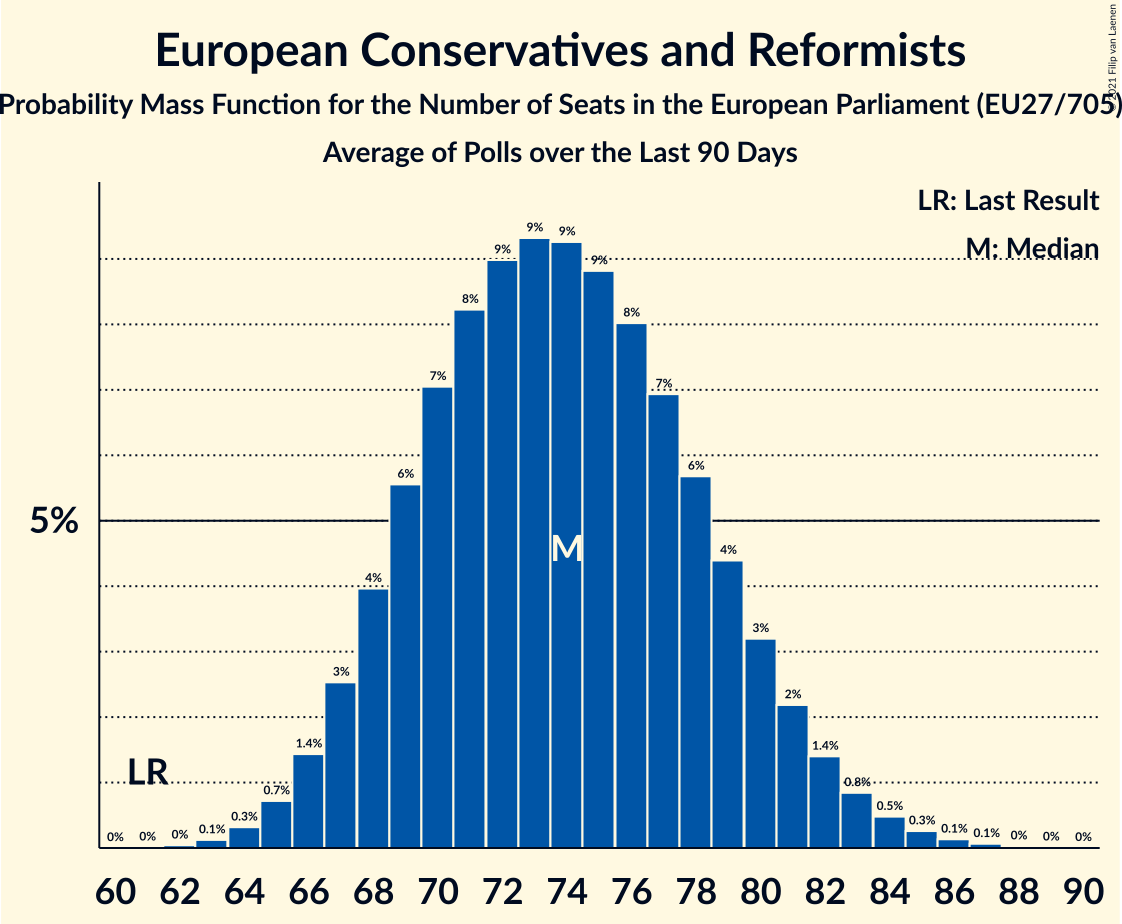 European Conservatives and Reformists
Probability Mass Function for the Number of Seats in the European Parliament (EU27/705)
Average of Polls over the Last 90 Days
© 2021 Filip van Laenen
LR: Last Result
M: Median
9%
9%
9%
9%
8%
8%
7%
7%
6%
6%
5%
M
4%
4%
3%
3%
2%
1.4%
1.4%
LR
0.7%
0.8%
0.3%
0.5%
0% 0% 0% 0.1%
0.3% 0.1% 0.1% 0% 0% 0%
60 62 64 66 68 70 72 74 76 78 80 82 84 86 88 90